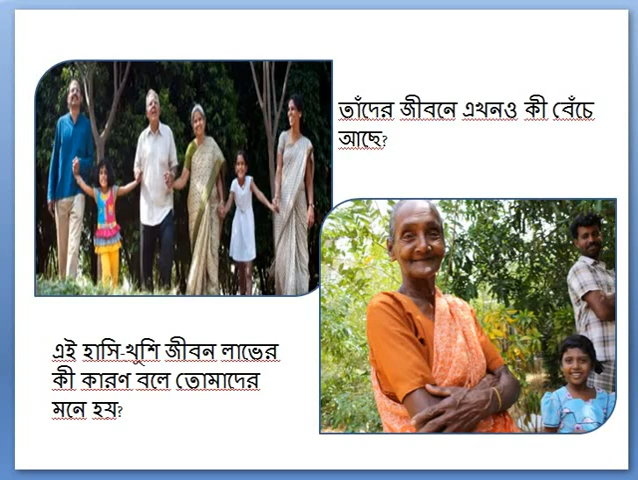 তাঁদের জীবনে এখনও কী বেঁচে
আছে?
এই হাসি-খুশি জীবন লাভের
কী কারণ বলে তোমাদের
মনে হয়?